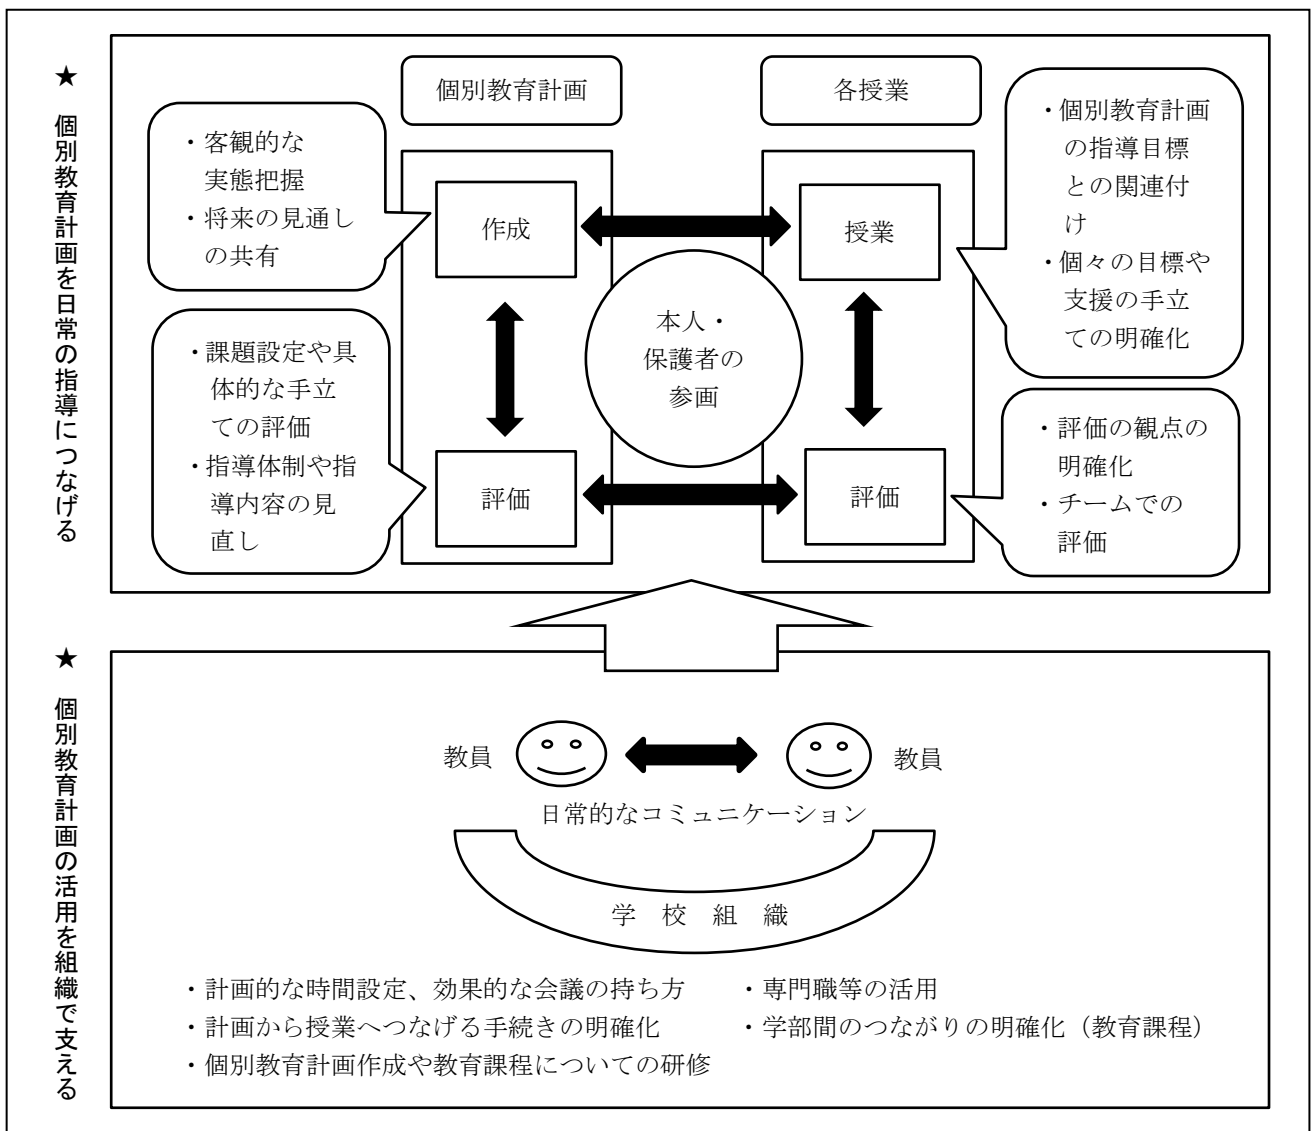 ★ 個別教育計画を日常の指導につなげる
個別教育計画
各授業
・客観的な
実態把握
・将来の見通し
の共有
作成
授業
・個別教育計画
の指導目標
との関連付
け
・個々の目標や
支援の手立
ての明確化
本人・
保護者の
参画
・課題設定や具
体的な手立
ての評価
・指導体制や指
導内容の見
直し
評価
評価
・評価の観点の
明確化
・チームでの
評価
★ 個別教育計画の活用を組織で支える
教員
教員
日常的なコミュニケーション
学 校 組 織
・計画的な時間設定、効果的な会議の持ち方
・専門職等の活用
・計画から授業へつなげる手続きの明確化
・学部間のつながりの明確化（教育課程）
・個別教育計画作成や教育課程についての研修